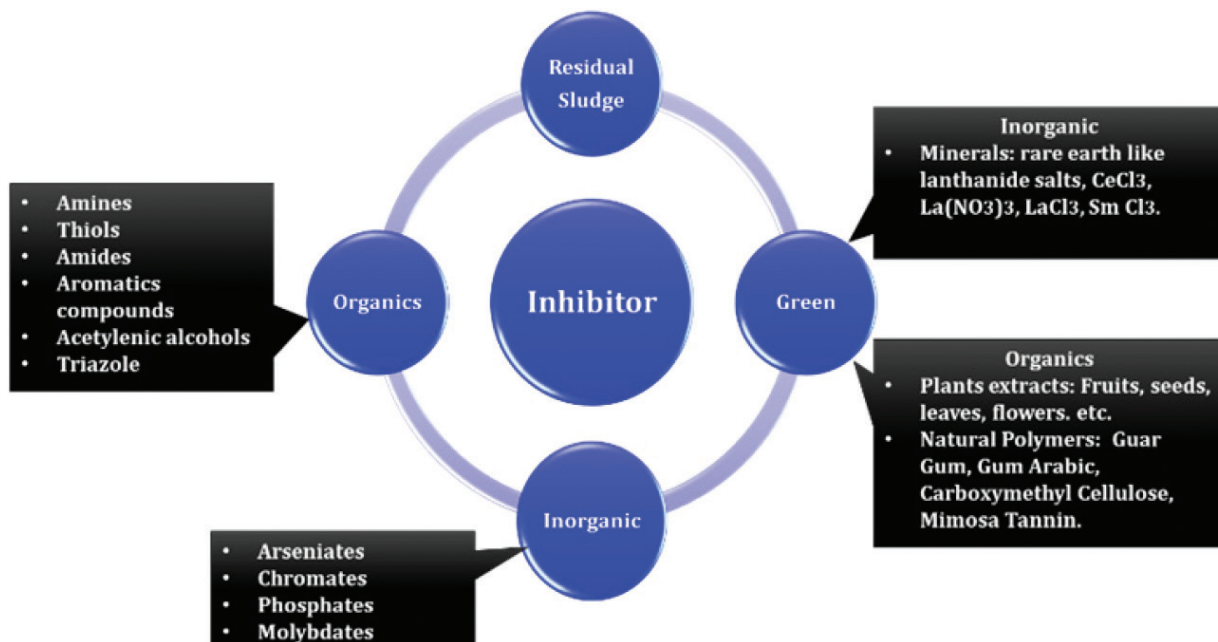 Residual
Sludge
Inorganic
• Minerals: rare earth like
lanthanide salts, CeCl3,
La(NO3)3, LaCl3, Sm Cl3.
• Amines
• Thiols
• Amides
• Aromatics
compounds
• Acetylenic alcohols
• Triazole
Organics
Inhibitor
Green
Organics
• Plants extracts: Fruits, seeds,
leaves, flowers. etc.
• Natural Polymers: Guar
Gum, Gum Arabic,
Carboxymethyl Cellulose,
Mimosa Tannin.
Inorganic
• Arseniates
• Chromates
• Phosphates
• Molybdates